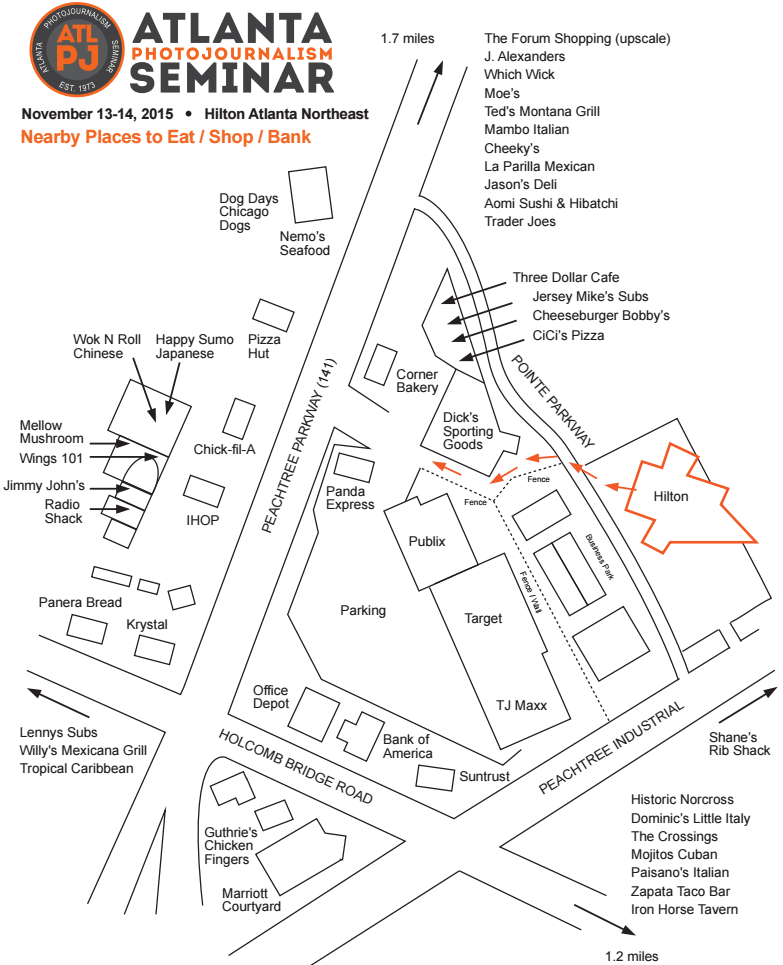 PHOTOJOURNALISM
ATLANTA
SEMINAR
ATL
PJ
EST. 1973
ATLANTA
PHOTOJOURNALISM
SEMINAR
November 13-14, 2015 • Hilton Atlanta Northeast
Nearby Places to Eat / Shop / Bank
1.7 miles
The Forum Shopping (upscale)
J. Alexanders
Which Wick
Moe's
Ted's Montana Grill
Mambo Italian
Cheeky's
La Parilla Mexican
Jason's Deli
Aomi Sushi & Hibatchi
Trader Joes
Dog Days
Chicago
Dogs
Nemo's
Seafood
Three Dollar Cafe
Jersey Mike's Subs
Cheeseburger Bobby's
CiCi's Pizza
Wok N Roll
Chinese
Happy Sumo
Japanese
Pizza
Hut
PEACHTREE PARKWAY (141)
Corner
Bakery
POINTE PARKWAY
Mellow
Mushroom
Wings 101
Jimmy John's
Radio
Shack
Chick-fil-A
IHOP
Dick's
Sporting
Goods
Panda
Express
Fence
Fence
Hilton
Publix
Business Park
Fence / Wall
Panera Bread
Krystal
Parking
Target
TJ Maxx
Office
Depot
Bank of
America
Suntrust
HOLCOMB BRIDGE ROAD
PEACHTREE INDUSTRIAL
Lennys Subs
Willy's Mexicana Grill
Tropical Caribbean
Shane's
Rib Shack
Guthrie's
Chicken
Fingers
Marriott
Courtyard
Historic Norcross
Dominic's Little Italy
The Crossings
Mojitos Cuban
Paisano's Italian
Zapata Taco Bar
Iron Horse Tavern
1.2 miles